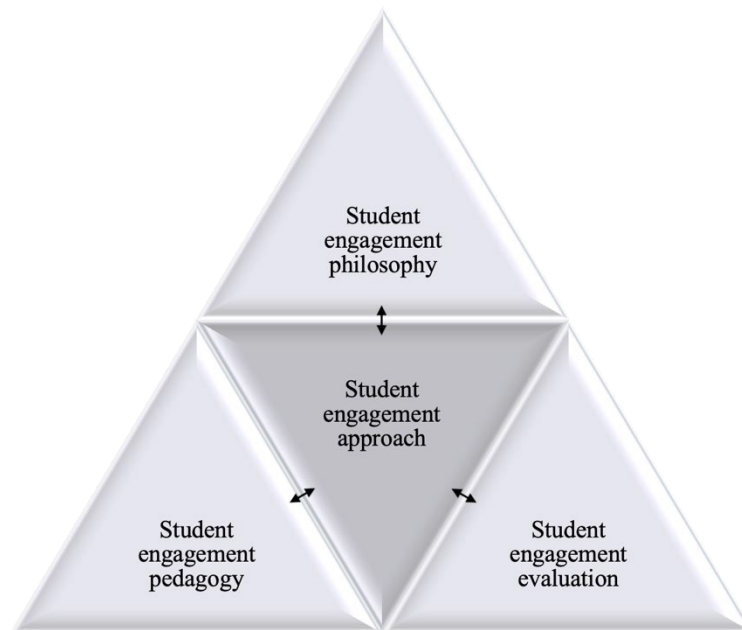 Student
engagement
philosophy
Student
engagement
approach
Student
engagement
pedagogy
Student
engagement
evaluation